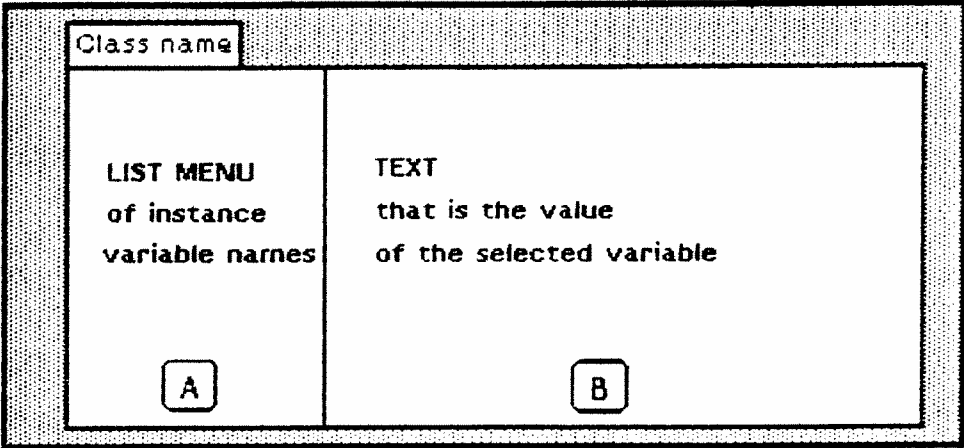 Class name
LIST MENU
of instance
variable names
A
TEXT
that is the value
of the selected variable
B